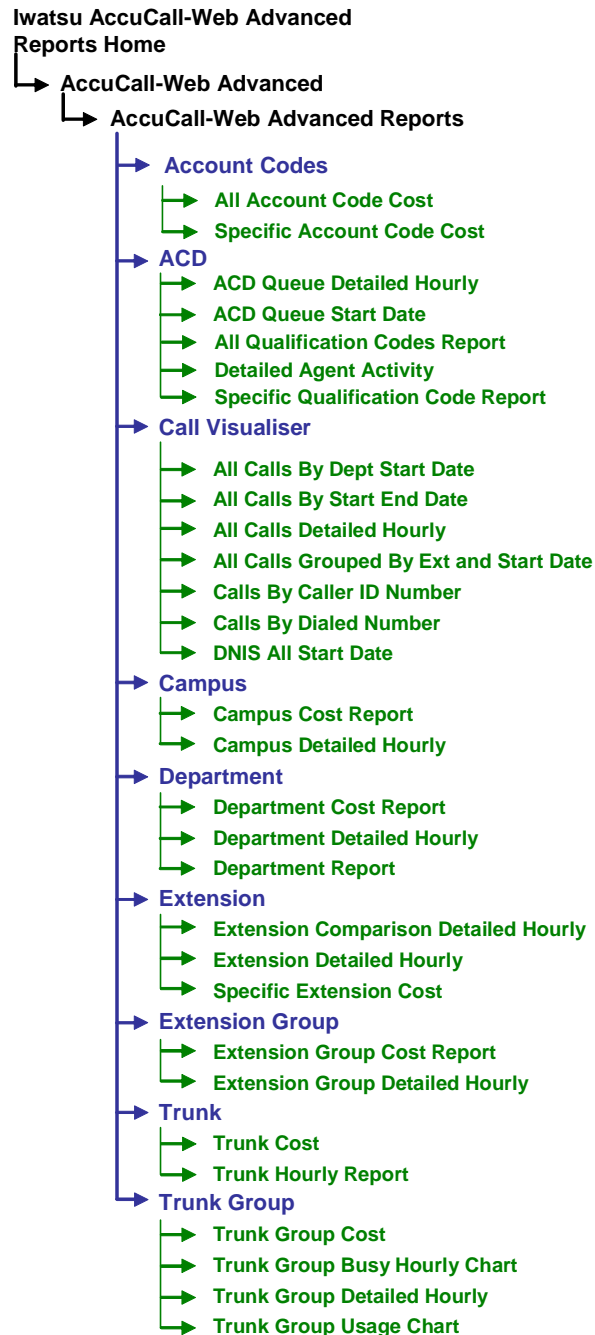 Iwatsu AccuCall-Web Advanced
Reports Home
AccuCall-Web Advanced
AccuCall-Web Advanced Reports
Account Codes
All Account Code Cost
Specific Account Code Cost
ACD
ACD Queue Detailed Hourly
ACD Queue Start Date
All Qualification Codes Report
Detailed Agent Activity
Specific Qualification Code Report
Call Visualiser
All Calls By Dept Start Date
All Calls By Start End Date
All Calls Detailed Hourly
All Calls Grouped By Ext and Start Date
Calls By Caller ID Number
Calls By Dialed Number
DNIS All Start Date
Campus
Campus Cost Report
Campus Detailed Hourly
Department
Department Cost Report
Department Detailed Hourly
Department Report
Extension
Extension Comparison Detailed Hourly
Extension Detailed Hourly
Specific Extension Cost
Extension Group
Extension Group Cost Report
Extension Group Detailed Hourly
Trunk
Trunk Cost
Trunk Hourly Report
Trunk Group
Trunk Group Cost
Trunk Group Busy Hourly Chart
Trunk Group Detailed Hourly
Trunk Group Usage Chart